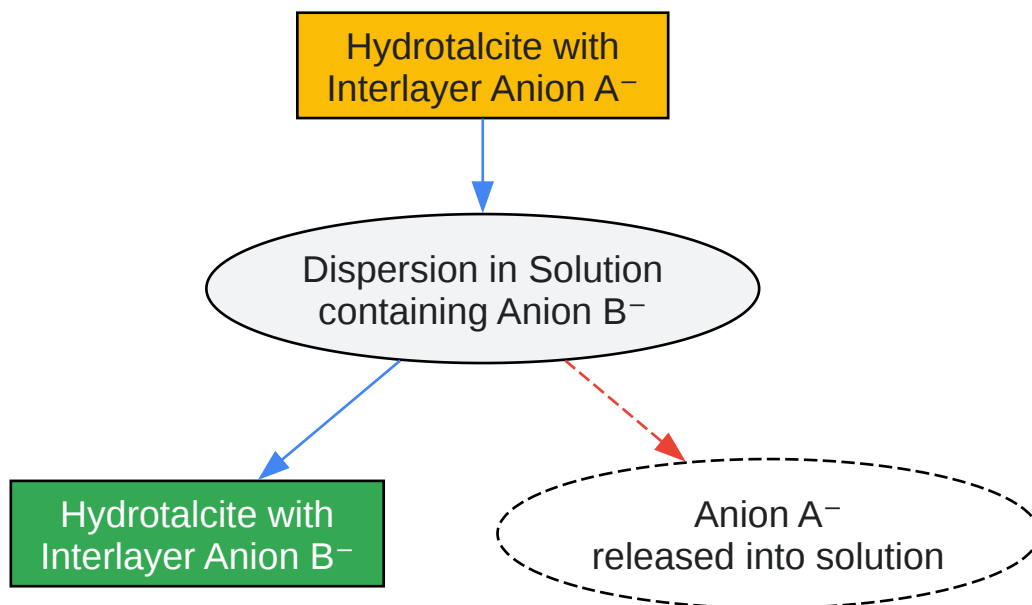 Hydrotalcite with
Interlayer Anion A⁻
Dispersion in Solution
containing Anion B⁻
Hydrotalcite with
Interlayer Anion B⁻
Anion A⁻
released into solution